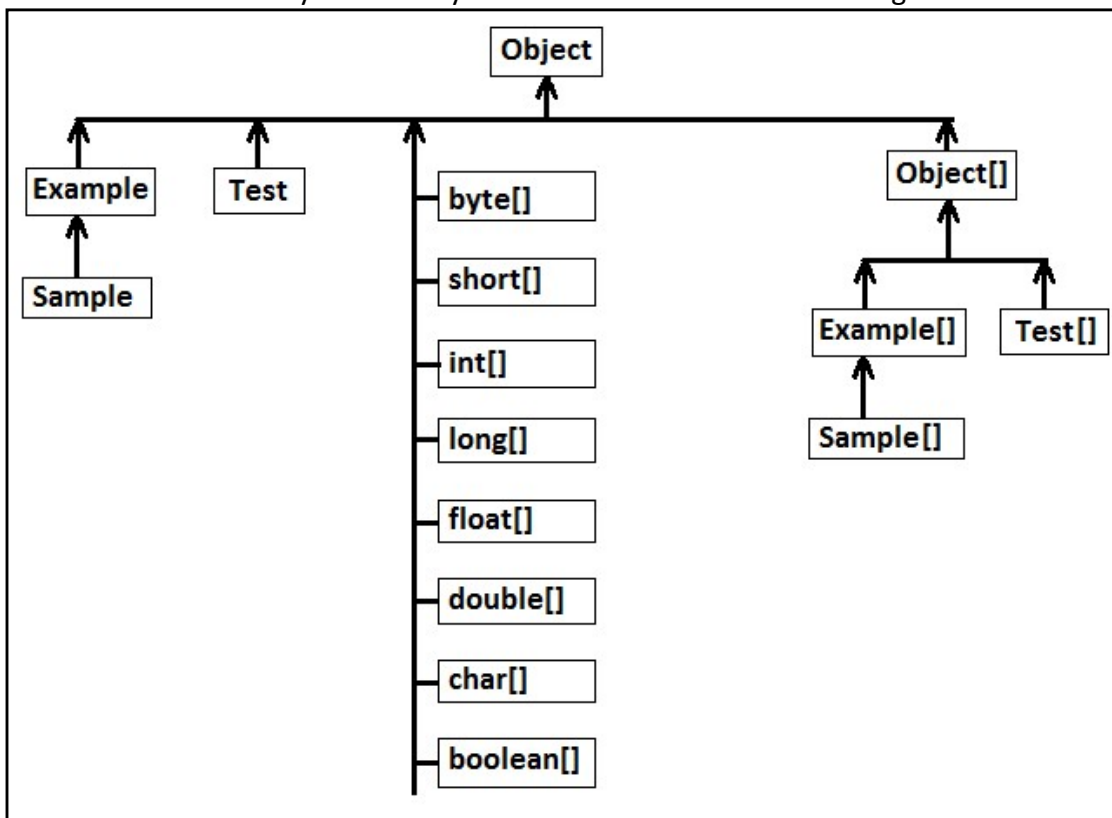 Object
Example
Test
Object[]
byte[]
Sample
short[]
Example[]
Test[]
int[]
long[]
Sample[]
float[]
double[]
char[]
boolean[]